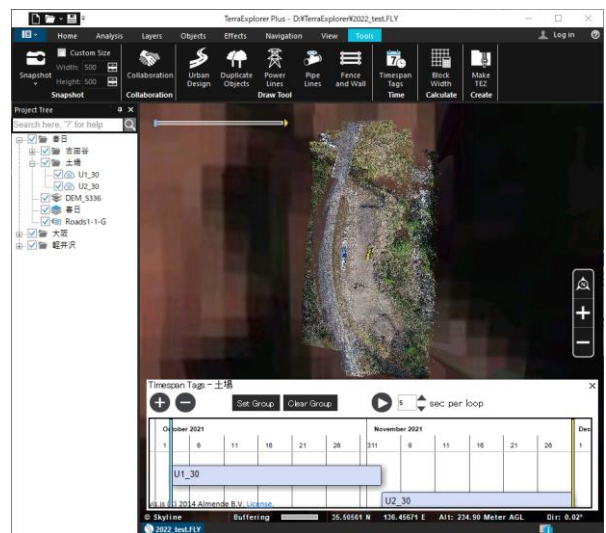 TerraExplorer Plus - D:¥TerraExplorer¥2022_test.FLY
Home Analysis Layers Objects Effects Navigation View Tools Log in
Custom Size
Width: 500
Height: 500
Snapshot
Collaboration
Urban Design
Duplicate Objects
Power Lines
Pipe Lines
Fence and Wall
Timespan Tags
Block Width
Make TEZ
Snapshot Collaboration Draw Tool Time Calculate Create
Project Tree
Search here, '?' for help
春日
吉田谷
土場
U1_30
U2_30
DEM_5336
春日
Roads1-1-G
大阪
軽井沢
Timespan Tags - 土場
Set Group Clear Group 5 sec per loop
October 2021 November 2021 Dec
1 6 11 16 21 26 311 6 11 16 21 26 1
U1_30
U2_30
vis.js (C) 2014 Almende B.V. License.
© Skyline Buffering 35.50561 N 136.45671 E Alt: 234.90 Meter AGL Dir: 0.02°
2022_test.FLY